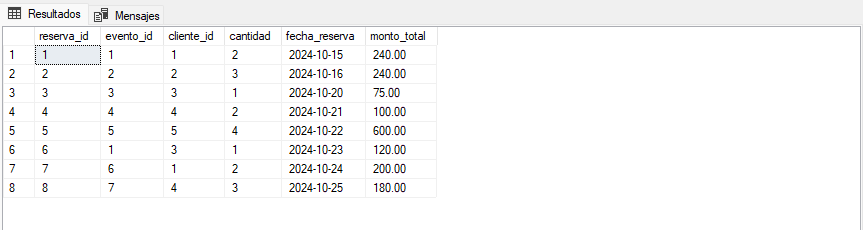 Resultados Mensajes
reserva_id evento_id cliente_id cantidad fecha_reserva monto_total
1 1 1 1 2 2024-10-15 240.00
2 2 2 2 3 2024-10-16 240.00
3 3 3 3 1 2024-10-20 75.00
4 4 4 4 2 2024-10-21 100.00
5 5 5 5 4 2024-10-22 600.00
6 6 1 3 1 2024-10-23 120.00
7 7 6 1 2 2024-10-24 200.00
8 8 7 4 3 2024-10-25 180.00